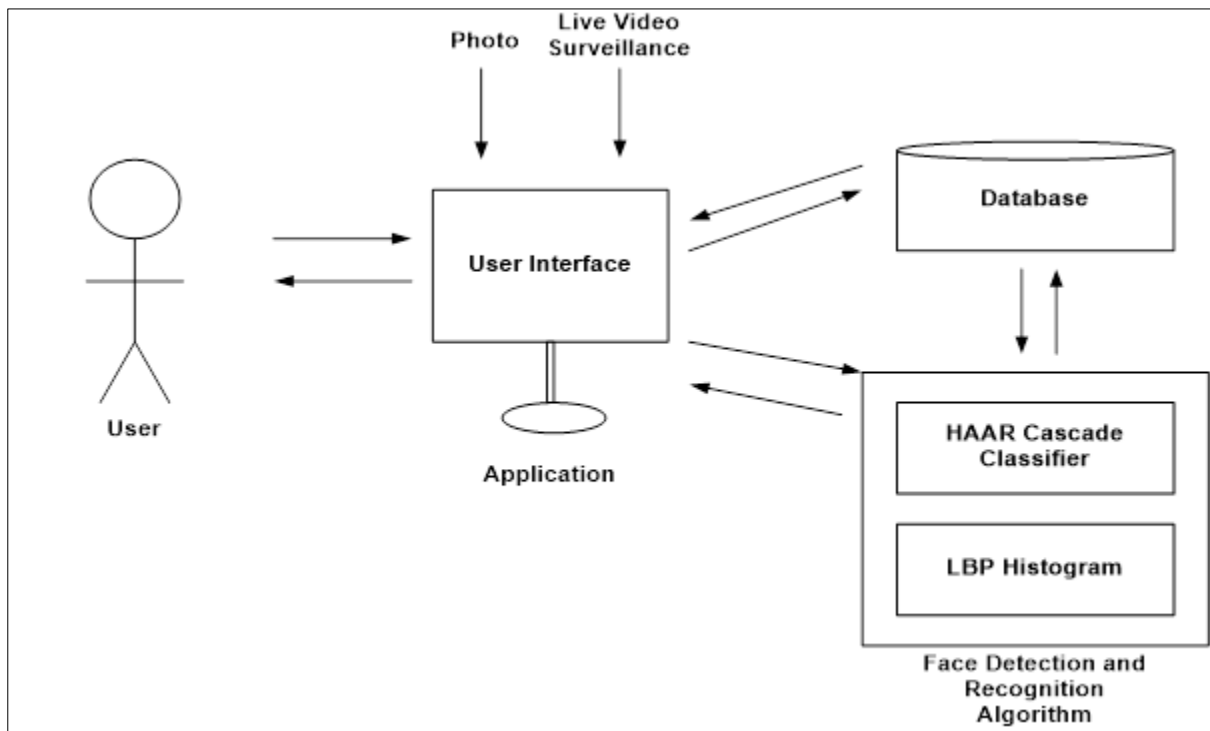 Photo
Live Video
Surveillance
Database
User Interface
User
Application
HAAR Cascade
Classifier
LBP Histogram
Face Detection and
Recognition
Algorithm